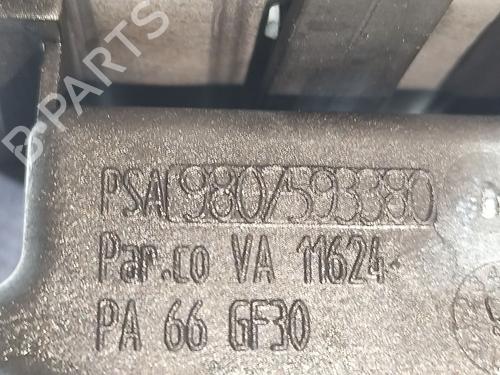 B-PARTS
PSA 9807593380
Par.co VA 11624-
PA 66 GF30